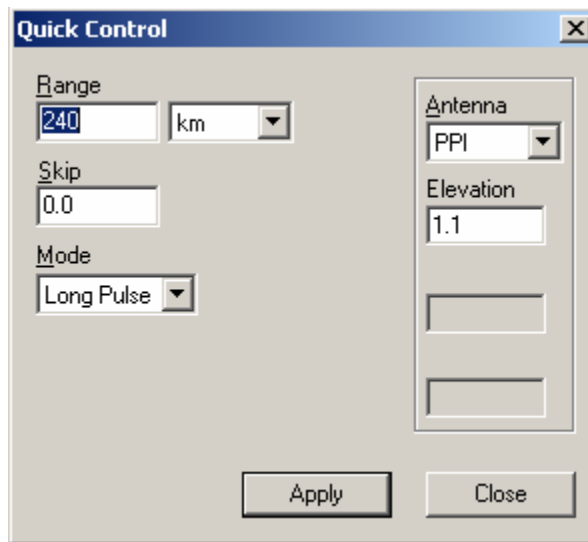 Quick Control
Range
240
km
Skip
0.0
Mode
Long Pulse
Antenna
PPI
Elevation
1.1
Apply
Close